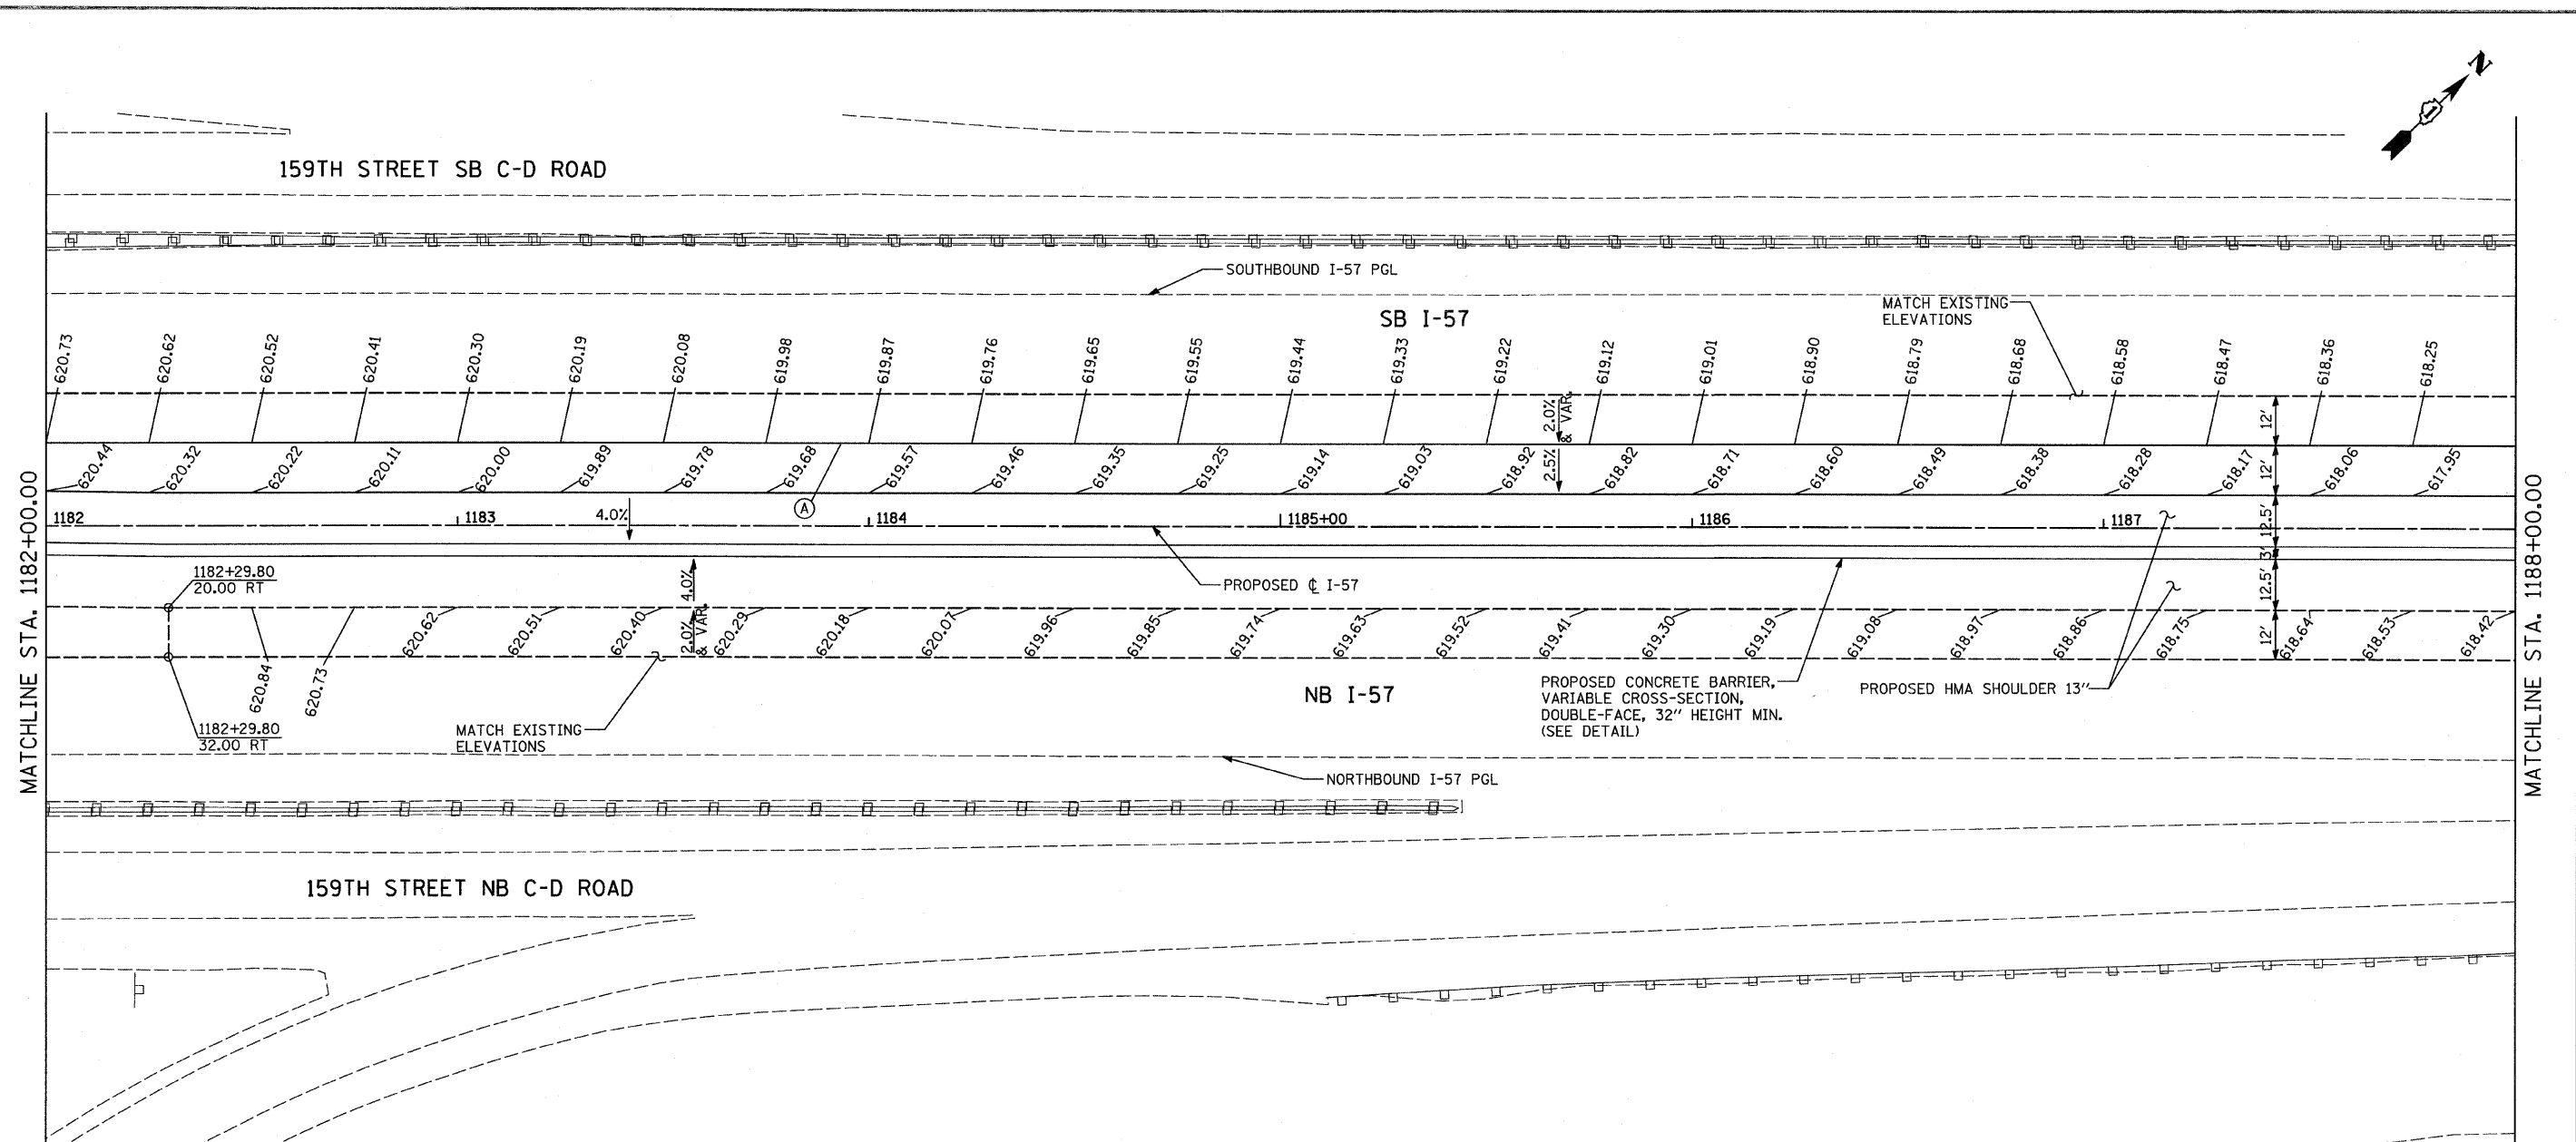 N
159TH STREET SB C-D ROAD
SOUTHBOUND I-57 PGL
SB I-57
MATCH EXISTING
ELEVATIONS
620.73 620.62 620.52 620.41 620.30 620.19 620.08 619.98 619.87 619.76 619.65 619.55 619.44 619.33 619.22 619.12 619.01 618.90 618.79 618.68 618.58 618.47 618.36 618.25
2.0%
& VAR.
12'
620.44 620.32 620.22 620.11 620.00 619.89 619.78 619.68 619.57 619.46 619.35 619.25 619.14 619.03 618.92 618.82 618.71 618.60 618.49 618.38 618.28 618.17 618.06 617.95
2.5%
12'
A
1182 1183 4.0% 1184 1185+00 1186 1187 12.5'
3'
MATCHLINE STA. 1182+00.00
MATCHLINE STA. 1188+00.00
1182+29.80
20.00 RT
4.0%
PROPOSED ℄ I-57
12.5'
620.84 620.73 620.62 620.51 620.40 620.29 620.18 620.07 619.96 619.85 619.74 619.63 619.52 619.41 619.30 619.19 619.08 618.97 618.86 618.75 618.64 618.53 618.42
2.0%
& VAR.
12'
1182+29.80
32.00 RT
MATCH EXISTING
ELEVATIONS
NB I-57
PROPOSED CONCRETE BARRIER,
VARIABLE CROSS-SECTION,
DOUBLE-FACE, 32" HEIGHT MIN.
(SEE DETAIL)
PROPOSED HMA SHOULDER 13"
NORTHBOUND I-57 PGL
159TH STREET NB C-D ROAD